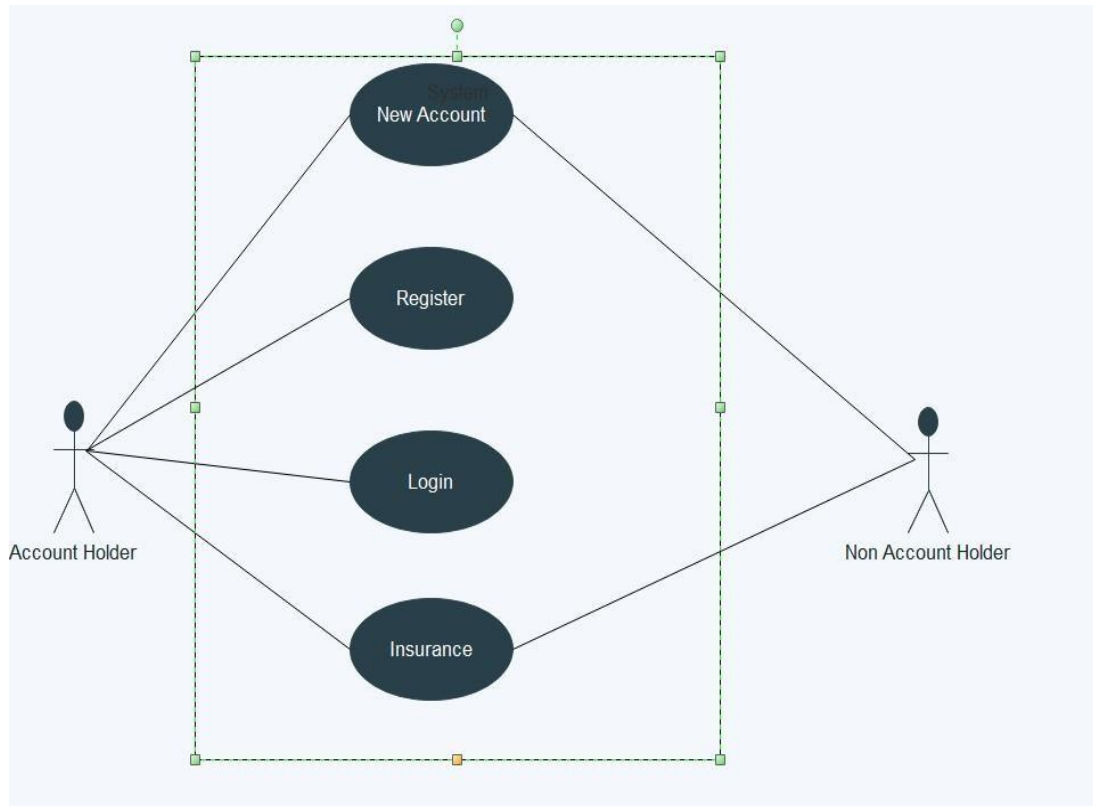 System
New Account
Register
Login
Account Holder
Non Account Holder
Insurance